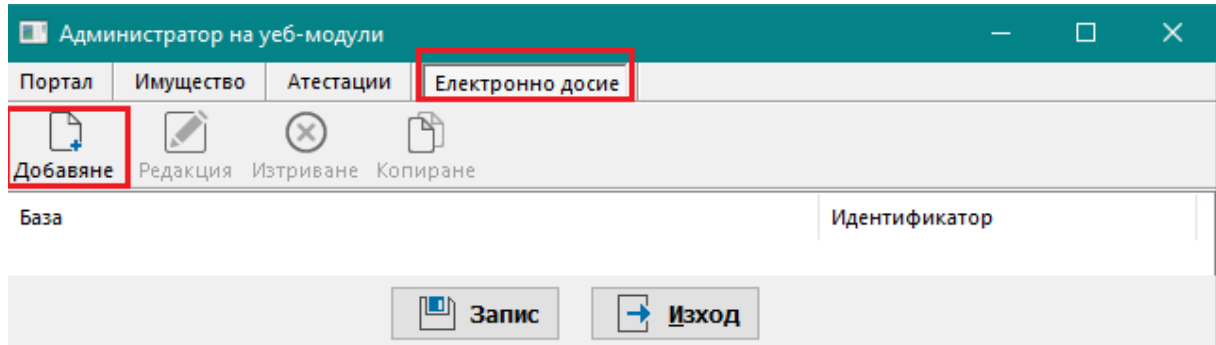 Администратор на уеб-модули
Портал Имущество Атестации Електронно досие
Добавяне Редакция Изтриване Копиране
База Идентификатор
Запис Изход